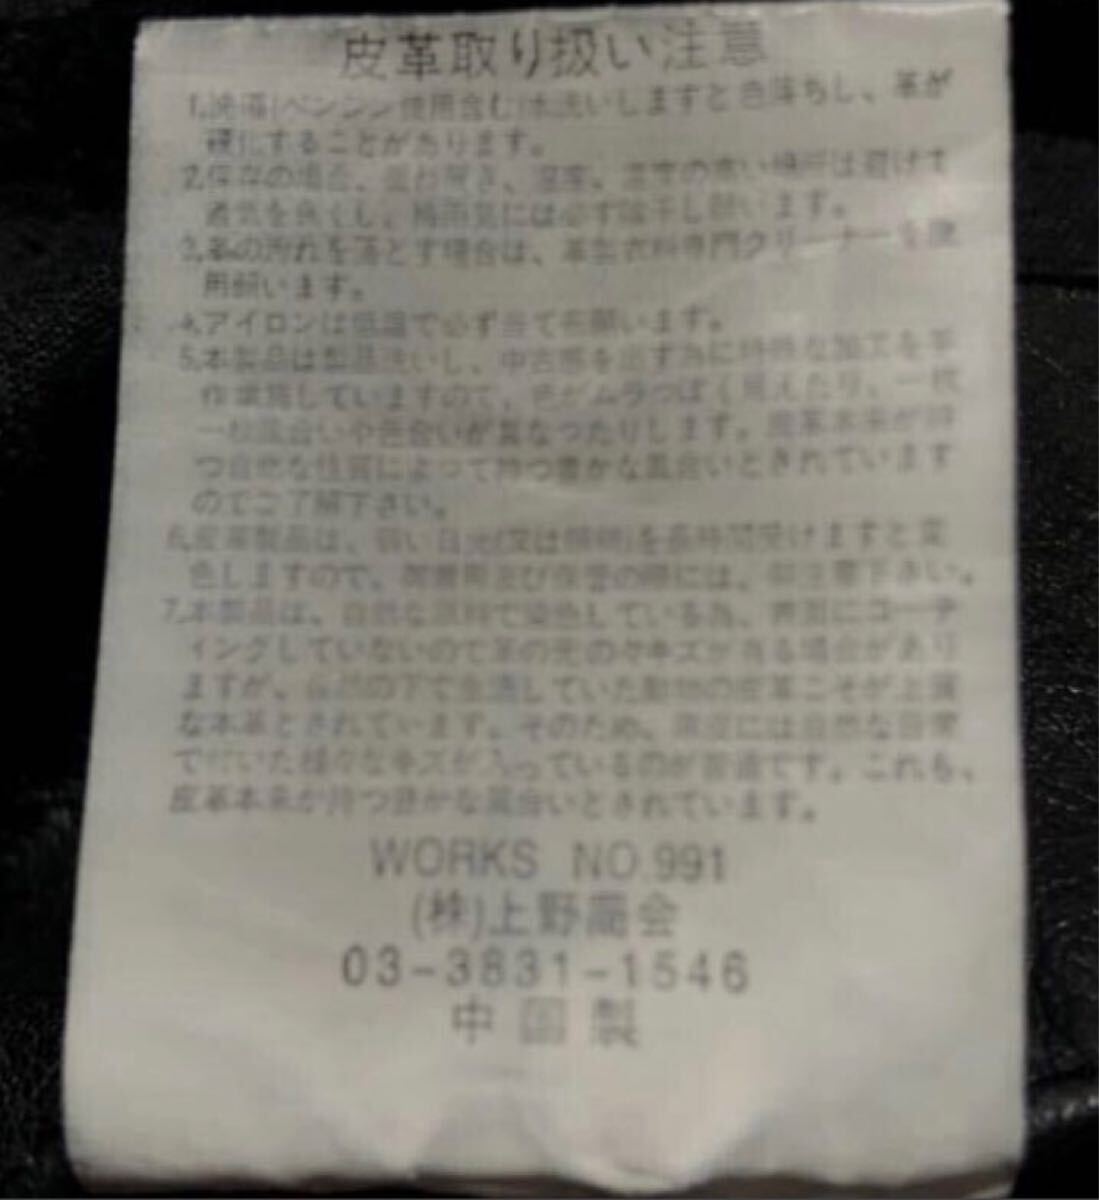 皮革取り扱い注意
1.洗濯(ベンジン使用含む)水洗いしますと色落ちし、革が
硬化することがあります。
2.保存の場合、重ね置き、湿度、温度の高い場所は避けて
通気を良くし、梅雨気には必ず陰干し願います。
3.革の汚れを落とす場合は、革製衣料専門クリーナーを使
用願います。
4.アイロンは低温で必ず当て布願います。
5.本製品は製品洗いし、中古感を出す為に特殊な加工を手
作業施していますので、色がムラっぽく見えたり、一枚
一枚風合いや色合いが異なったりします。皮革本来が持
つ自然な性質によって持つ豊かな風合いとされています
のでご了解下さい。
6.皮革製品は、強い日光(又は照明)を長時間受けますと変
色しますので、御着用及び保管の際には、御注意下さい。
7.本製品は、自然な原料で染色している為、表面にコーテ
ィングしていないので革の元の々キズが有る場合があり
ますが、自然の下で生活していた動物の皮革こそが上質
な本革とされています。そのため、原皮には自然な日常
で付いた様々なキズが入っているのが普通です。これも、
皮革本来が持つ豊かな風合いとされています。
WORKS NO.991
(株)上野商会
03-3831-1546
中国製